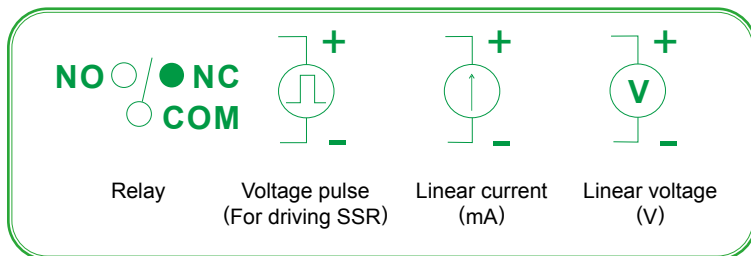 NO NC
COM
+ + +
V
- - -
Relay Voltage pulse Linear current Linear voltage
(For driving SSR) (mA) (V)